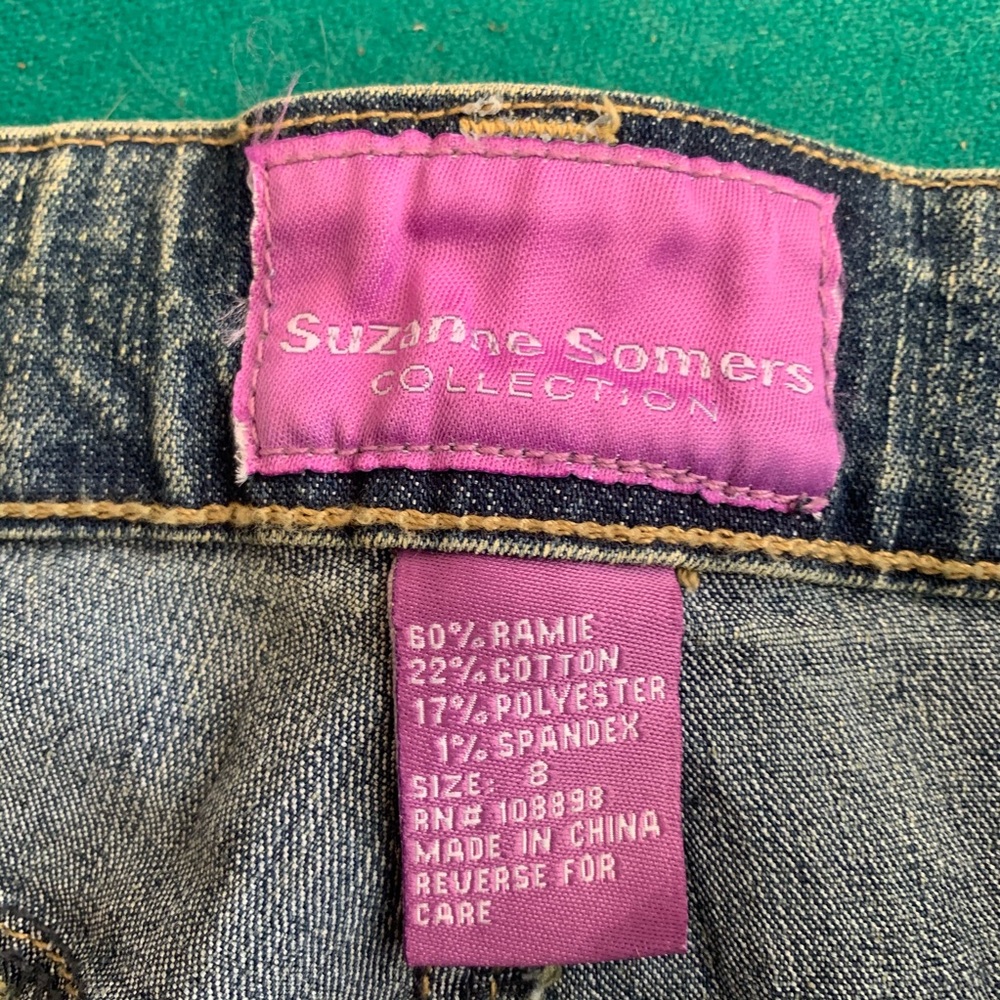 Suzanne Somers
COLLECTION
60% RAMIE
22% COTTON
17% POLYESTER
1% SPANDEX
SIZE: 8
RN# 108898
MADE IN CHINA
REVERSE FOR
CARE